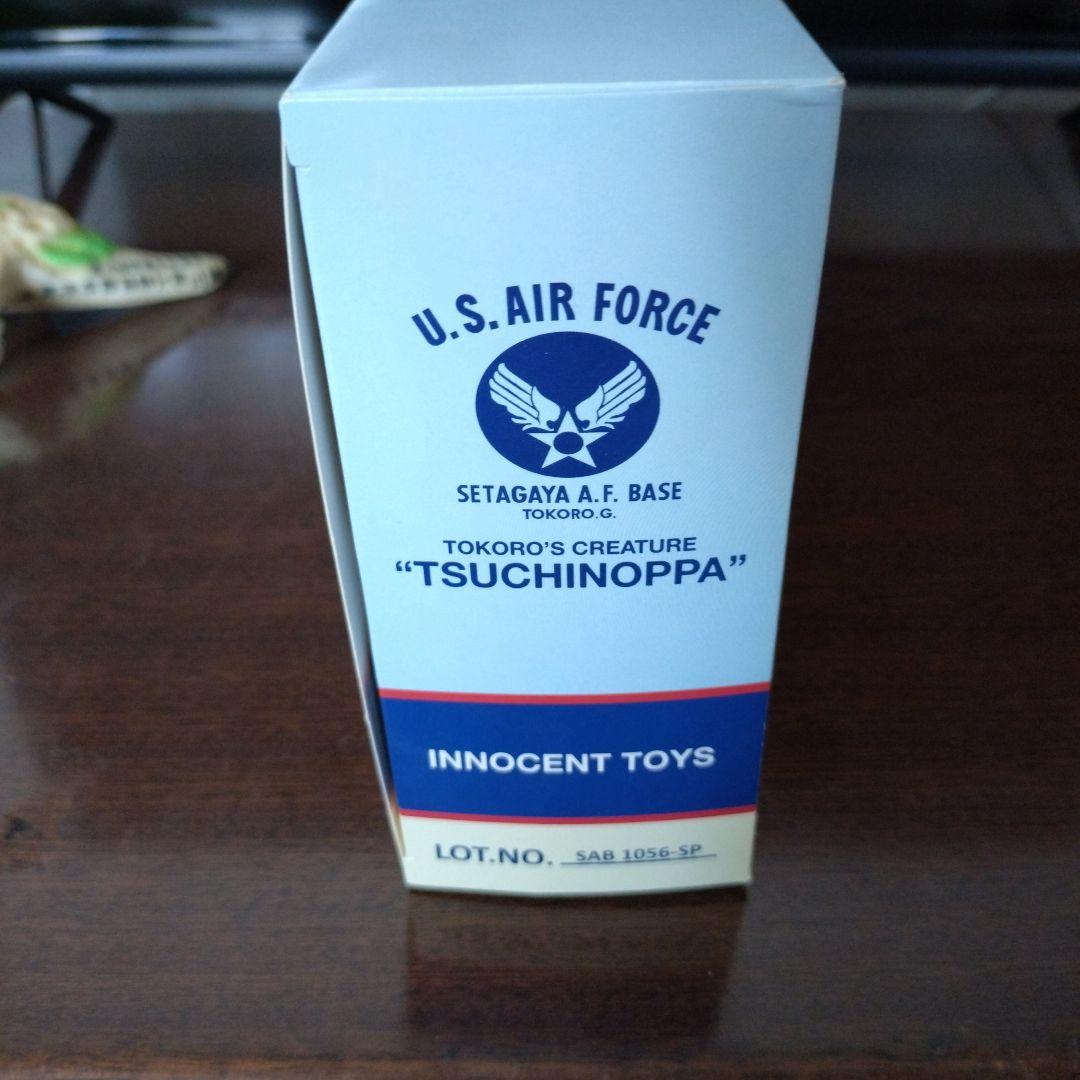 U.S. AIR FORCE
SETAGAYA A.F. BASE
TOKORO.G.
TOKORO'S CREATURE
“TSUCHINOPPA”
INNOCENT TOYS
LOT.NO. SAB 1056-SP